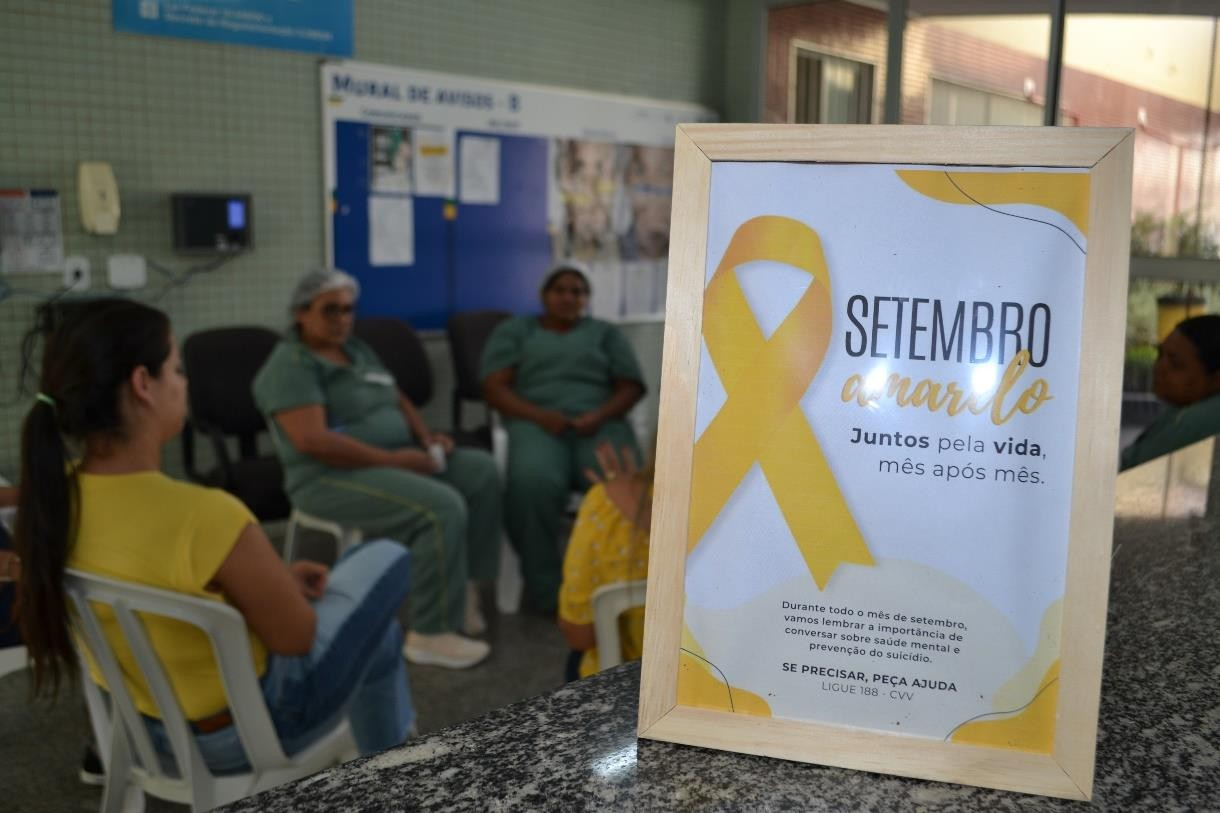 MURAL DE AVISOS - B
SETEMBRO
amarelo
Juntos pela vida,
mês após mês.
Durante todo o mês de setembro,
vamos lembrar a importância de
conversar sobre saúde mental e
prevenção do suicídio.
SE PRECISAR, PEÇA AJUDA
LIGUE 188 - CVV